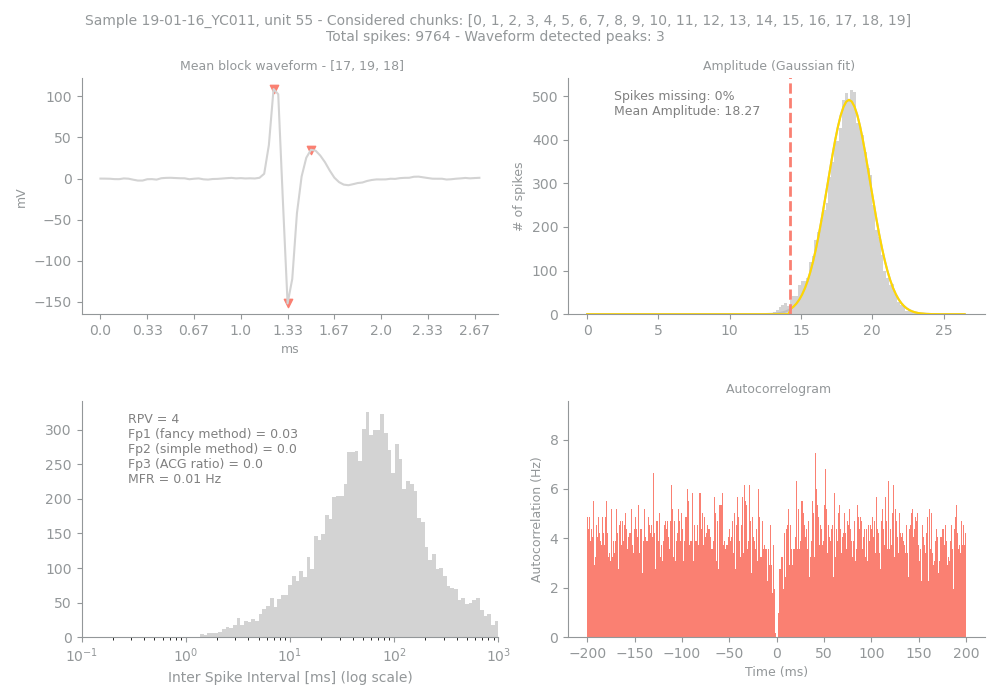 Sample 19-01-16_YC011, unit 55 - Considered chunks: [0, 1, 2, 3, 4, 5, 6, 7, 8, 9, 10, 11, 12, 13, 14, 15, 16, 17, 18, 19]
Total spikes: 9764 - Waveform detected peaks: 3
Mean block waveform - [17, 19, 18]
100
50
0
−50
−100
−150
mV
0.0 0.33 0.67 1.0 1.33 1.67 2.0 2.33 2.67
ms
Amplitude (Gaussian fit)
Spikes missing: 0%
Mean Amplitude: 18.27
500
400
300
200
100
0
# of spikes
0 5 10 15 20 25
RPV = 4
Fp1 (fancy method) = 0.03
Fp2 (simple method) = 0.0
Fp3 (ACG ratio) = 0.0
MFR = 0.01 Hz
300
250
200
150
100
50
0
10⁻¹ 10⁰ 10¹ 10² 10³
Inter Spike Interval [ms] (log scale)
Autocorrelogram
8
6
4
2
0
Autocorrelation (Hz)
−200 −150 −100 −50 0 50 100 150 200
Time (ms)